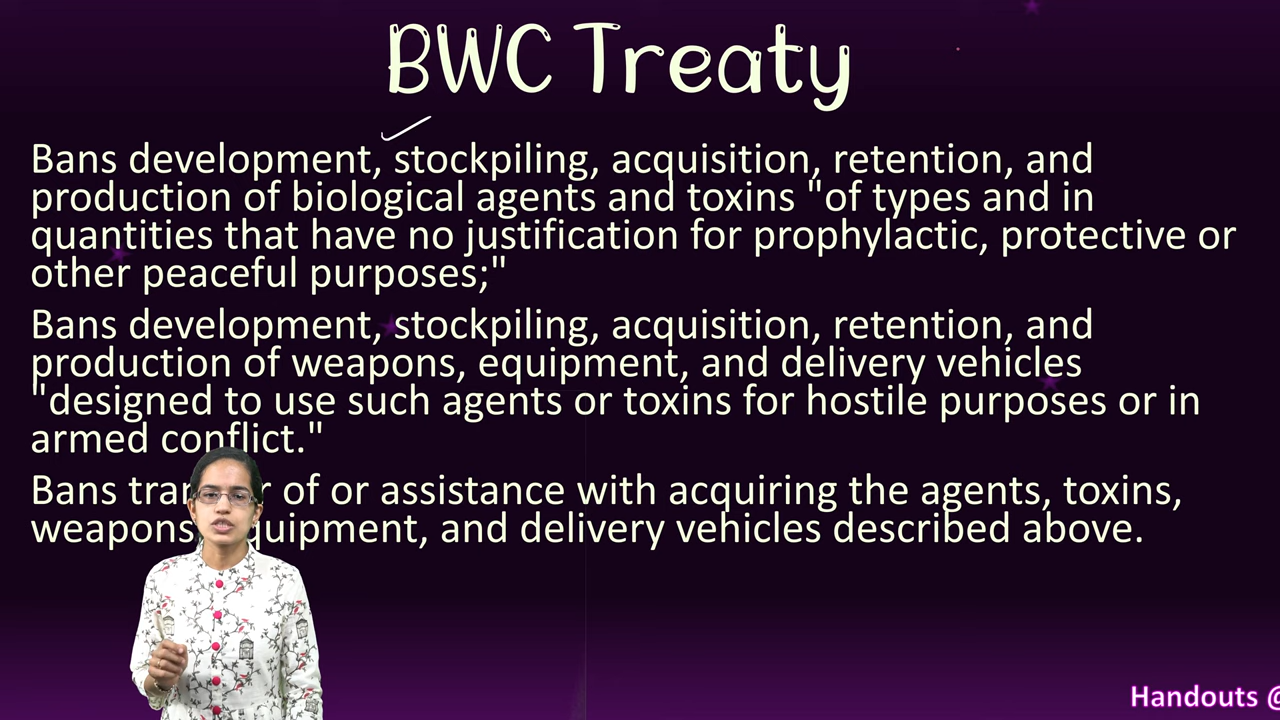 BWC Treaty
Bans development, stockpiling, acquisition, retention, and
production of biological agents and toxins "of types and in
quantities that have no justification for prophylactic, protective or
other peaceful purposes;"
Bans development, stockpiling, acquisition, retention, and
production of weapons, equipment, and delivery vehicles
"designed to use such agents or toxins for hostile purposes or in
armed conflict."
Bans of or assistance with acquiring the agents, toxins,
weapons, equipment, and delivery vehicles described above.
Handouts @